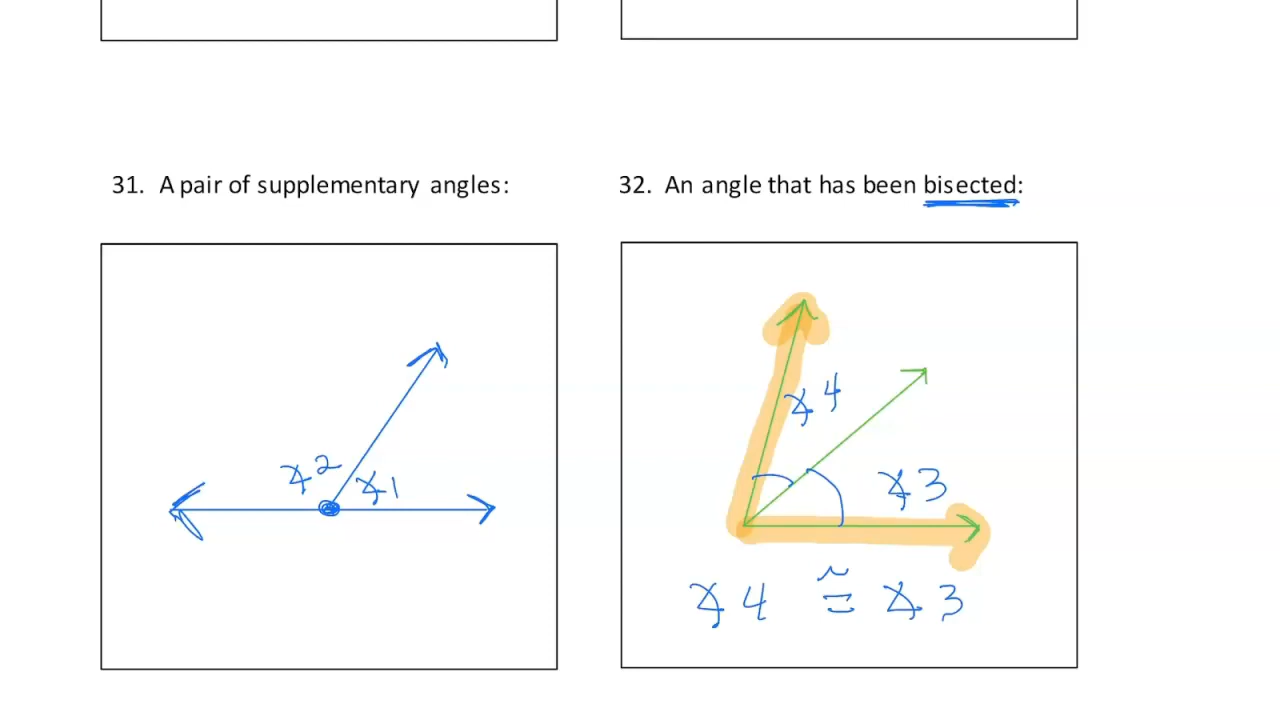 31. A pair of supplementary angles:
32. An angle that has been bisected:
∡2
∡1
∡4
∡3
∡4 ≅ ∡3